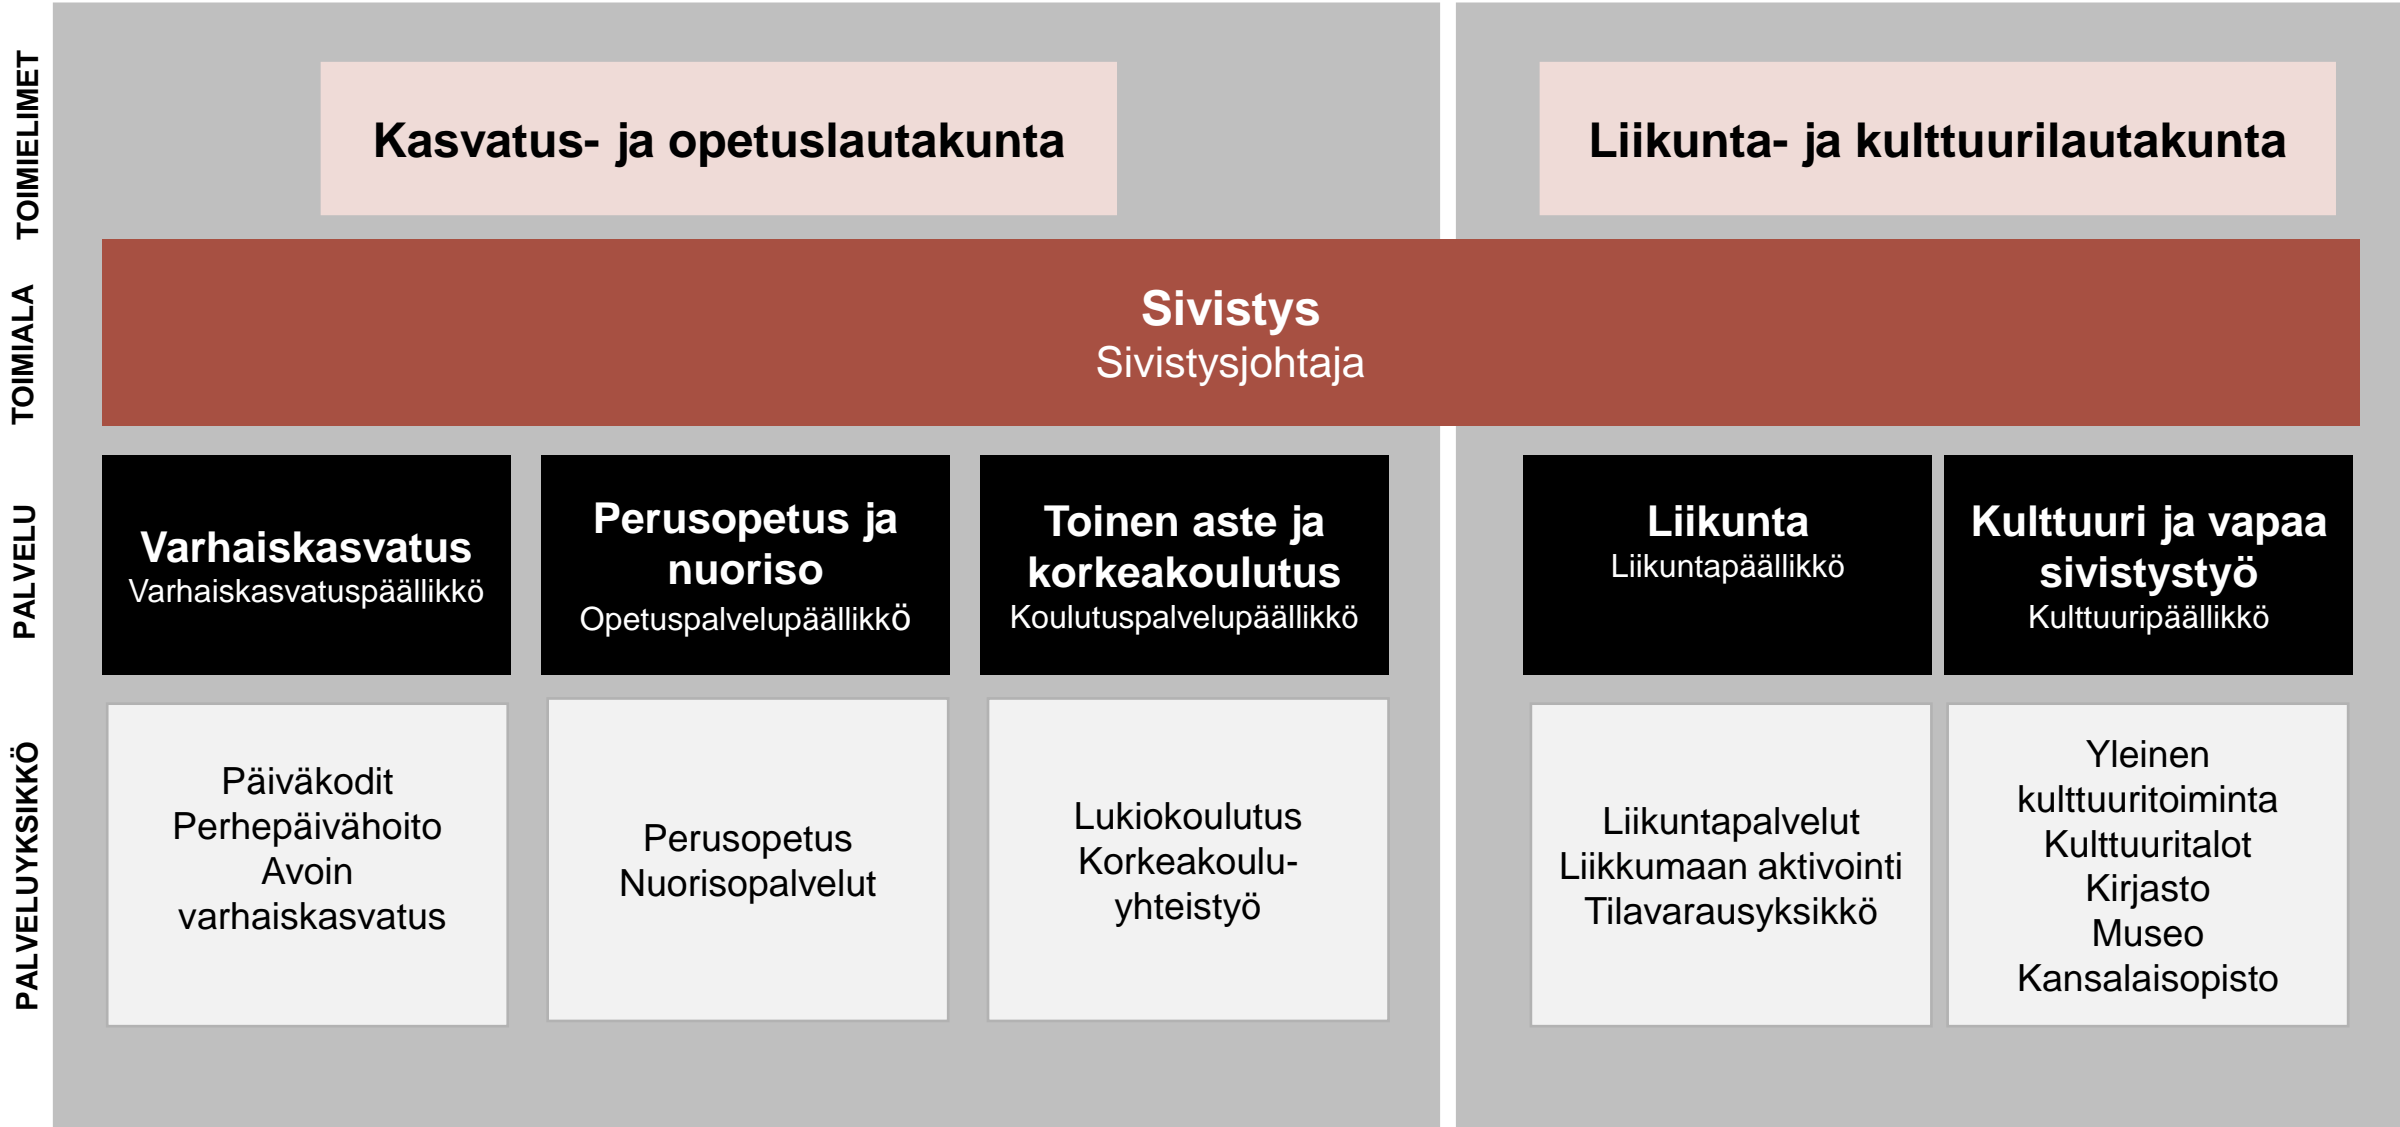 TOIMIELIMET
Kasvatus- ja opetuslautakunta
Liikunta- ja kulttuurilautakunta
TOIMIALA
Sivistys
Sivistysjohtaja
PALVELU
Varhaiskasvatus
Varhaiskasvatuspäällikkö
Perusopetus ja
nuoriso
Opetuspalvelupäällikkö
Toinen aste ja
korkeakoulutus
Koulutuspalvelupäällikkö
Liikunta
Liikuntapäällikkö
Kulttuuri ja vapaa
sivistystyö
Kulttuuripäällikkö
PALVELUYKSIKKÖ
Päiväkodit
Perhepäivähoito
Avoin
varhaiskasvatus
Perusopetus
Nuorisopalvelut
Lukiokoulutus
Korkeakoulu-
yhteistyö
Liikuntapalvelut
Liikkumaan aktivointi
Tilavarausyksikkö
Yleinen
kulttuuritoiminta
Kulttuuritalot
Kirjasto
Museo
Kansalaisopisto